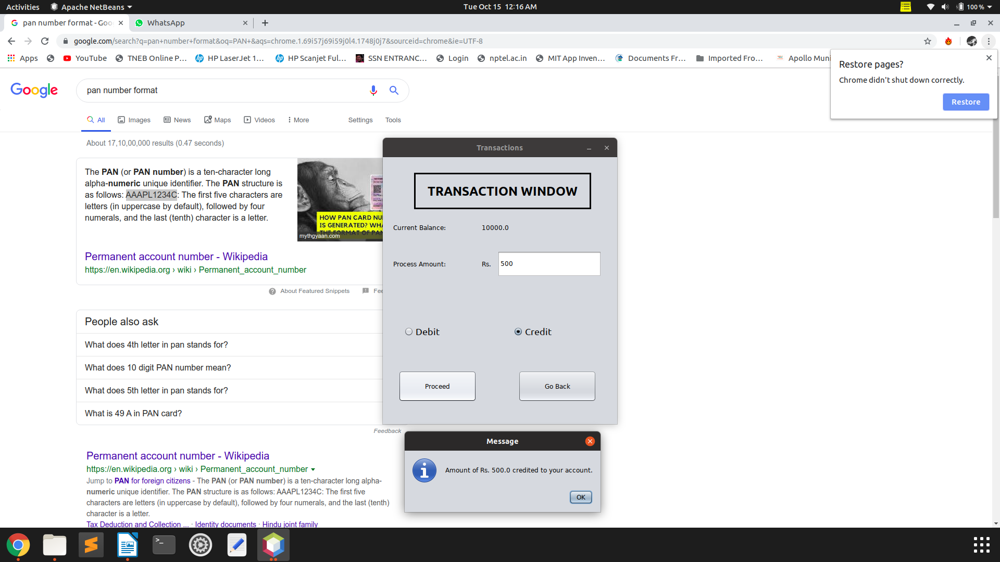 Activities
Apache NetBeans
Tue Oct 15 12:16 AM
100 %
pan number format - Goo
WhatsApp
google.com/search?q=pan+number+format&oq=PAN+&aqs=chrome.1.69i57j69i59j0l4.1748j0j7&sourceid=chrome&ie=UTF-8
Apps
YouTube
TNEB Online P...
HP LaserJet 1...
HP Scanjet Ful...
SSN ENTRANC...
Login
nptel.ac.in
MIT App Inven...
Documents Fr...
Imported Fro...
Apollo Muni
Restore pages?
Chrome didn't shut down correctly.
Restore
Google
pan number format
All
Images
News
Maps
Videos
More
Settings
Tools
About 17,10,00,000 results (0.47 seconds)
The PAN (or PAN number) is a ten-character long
alpha-numeric unique identifier. The PAN structure is
as follows: AAAPL1234C: The first five characters are
letters (in uppercase by default), followed by four
numerals, and the last (tenth) character is a letter.
HOW PAN CARD NU
IS GENERATED? WHA
THE FORMAT OF PAN
mythgyaan.com
Permanent account number - Wikipedia
https://en.wikipedia.org › wiki › Permanent_account_number
About Featured Snippets
Fee
People also ask
What does 4th letter in pan stands for?
What does 10 digit PAN number mean?
What does 5th letter in pan stands for?
What is 49 A in PAN card?
Feedback
Permanent account number - Wikipedia
https://en.wikipedia.org › wiki › Permanent_account_number
Jump to PAN for foreign citizens - The PAN (or PAN number) is a ten-character long alpha-
numeric unique identifier. The PAN structure is as follows: AAAPL1234C: The first five
characters are letters (in uppercase by default), followed by four numerals, and the last (tenth)
character is a letter.
Tax Deduction and Collection ... · Identity documents · Hindu joint family
Transactions
TRANSACTION WINDOW
Current Balance:
10000.0
Process Amount:
Rs.
500
Debit
Credit
Proceed
Go Back
Message
Amount of Rs. 500.0 credited to your account.
OK